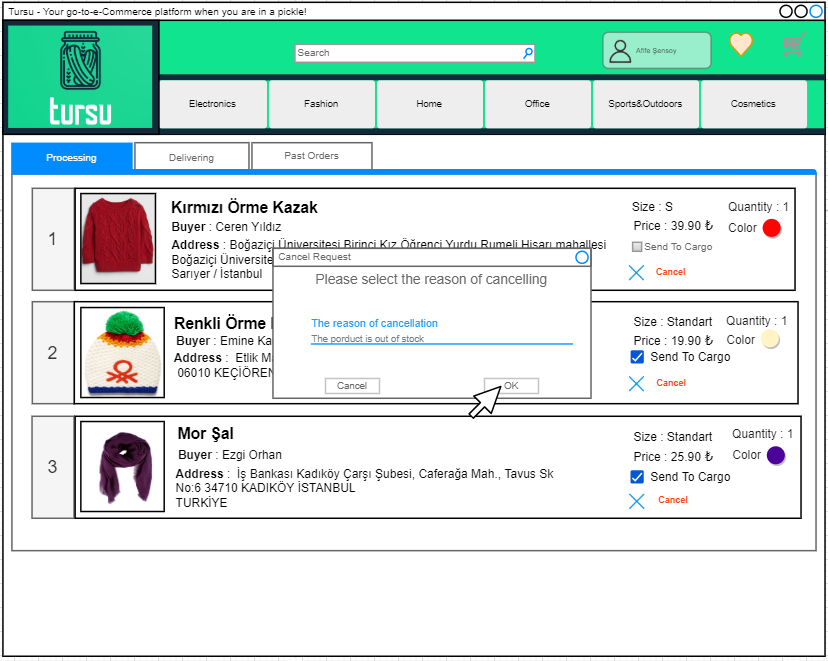 Tursu - Your go-to-e-Commerce platform when you are in a pickle!
tursu
Search
Afife Şensoy
Electronics
Fashion
Home
Office
Sports&Outdoors
Cosmetics
Processing
Delivering
Past Orders
1
Kırmızı Örme Kazak
Buyer : Ceren Yıldız
Address : Boğaziçi Üniversitesi Birinci Kız Öğrenci Yurdu Rumeli Hisarı mahallesi
Boğaziçi Üniversite
Sarıyer / İstanbul
Size : S
Quantity : 1
Price : 39.90 ₺
Color
Send To Cargo
Cancel
Cancel Request
Please select the reason of cancelling
The reason of cancellation
The porduct is out of stock
Cancel
OK
2
Renkli Örme
Buyer : Emine Ka
Address : Etlik Ma
06010 KEÇİÖREN
Size : Standart
Quantity : 1
Price : 19.90 ₺
Color
Send To Cargo
Cancel
3
Mor Şal
Buyer : Ezgi Orhan
Address : İş Bankası Kadıköy Çarşı Şubesi, Caferağa Mah., Tavus Sk
No:6 34710 KADIKÖY İSTANBUL
TURKİYE
Size : Standart
Quantity : 1
Price : 25.90 ₺
Color
Send To Cargo
Cancel